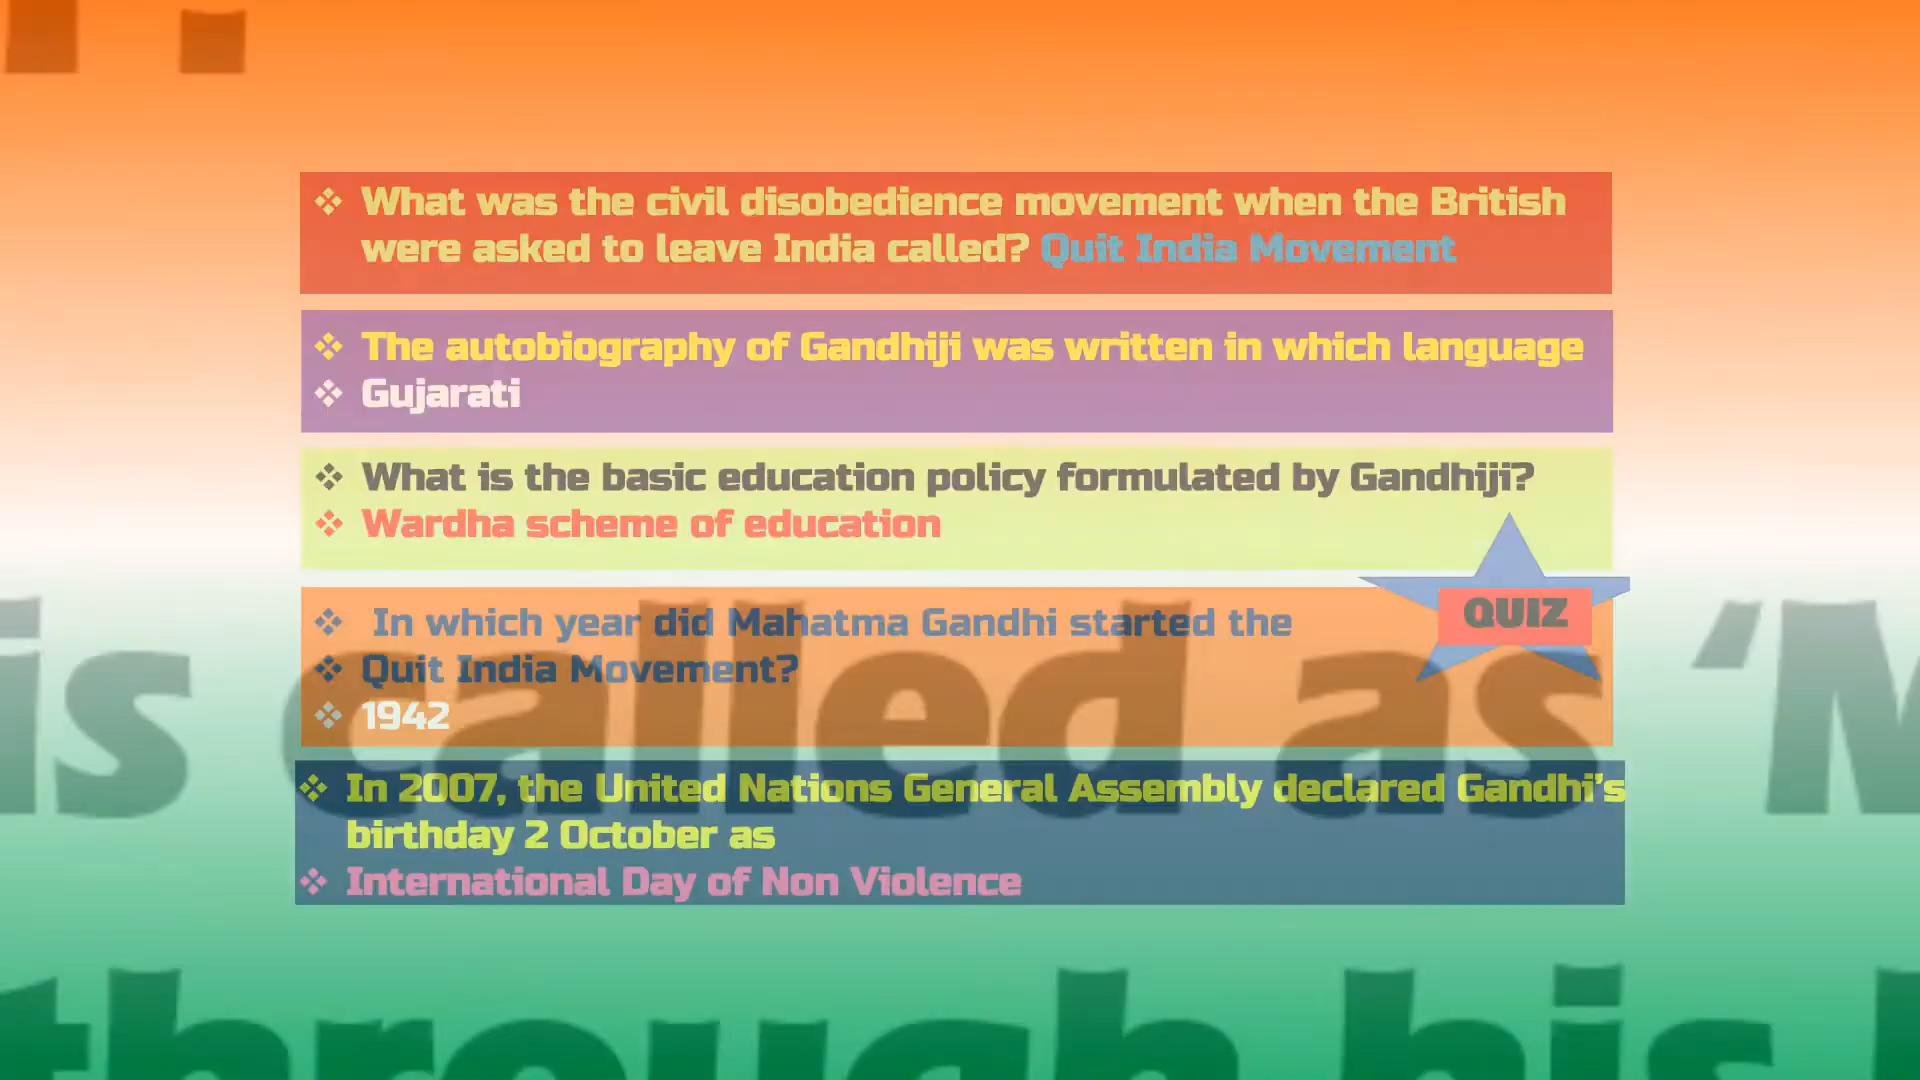 ❖ What was the civil disobedience movement when the British
were asked to leave India called? Quit India Movement
❖ The autobiography of Gandhiji was written in which language
❖ Gujarati
❖ What is the basic education policy formulated by Gandhiji?
❖ Wardha scheme of education
QUIZ
❖ In which year did Mahatma Gandhi started the
❖ Quit India Movement?
❖ 1942
is called as ‘M
❖ In 2007, the United Nations General Assembly declared Gandhi's
birthday 2 October as
❖ International Day of Non Violence
through his